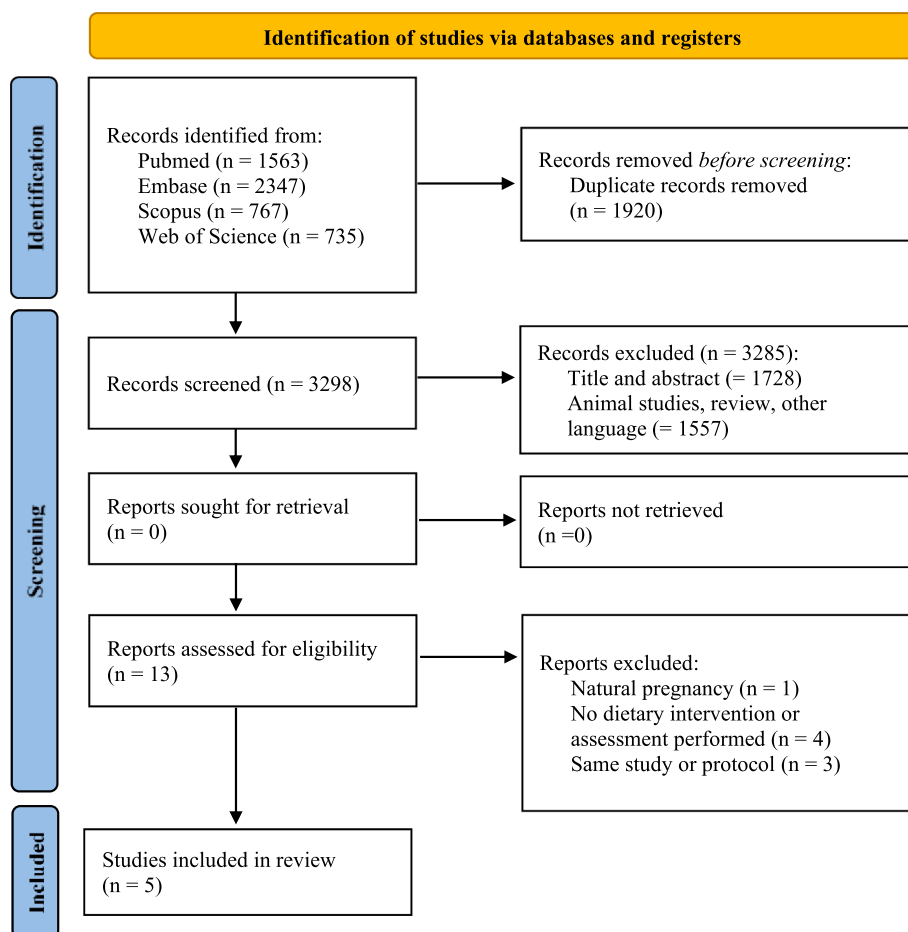 Identification of studies via databases and registers
Identification
Records identified from:
Pubmed (n = 1563)
Embase (n = 2347)
Scopus (n = 767)
Web of Science (n = 735)
Records removed before screening:
Duplicate records removed
(n = 1920)
Screening
Records screened (n = 3298)
Records excluded (n = 3285):
Title and abstract (= 1728)
Animal studies, review, other
language (= 1557)
Reports sought for retrieval
(n = 0)
Reports not retrieved
(n =0)
Reports assessed for eligibility
(n = 13)
Reports excluded:
Natural pregnancy (n = 1)
No dietary intervention or
assessment performed (n = 4)
Same study or protocol (n = 3)
Included
Studies included in review
(n = 5)